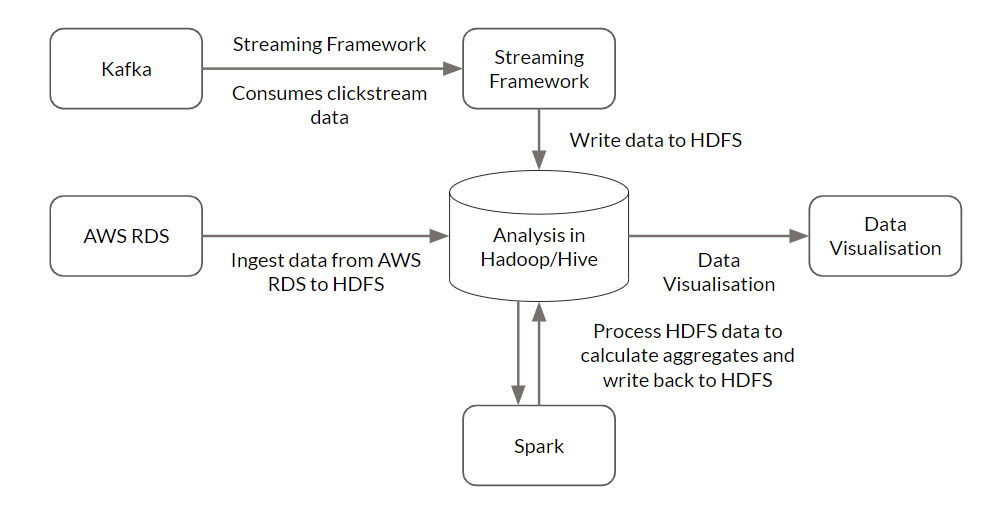 Kafka
Streaming Framework
Consumes clickstream
data
Streaming
Framework
Write data to HDFS
AWS RDS
Ingest data from AWS
RDS to HDFS
Analysis in
Hadoop/Hive
Data
Visualisation
Data
Visualisation
Process HDFS data to
calculate aggregates and
write back to HDFS
Spark